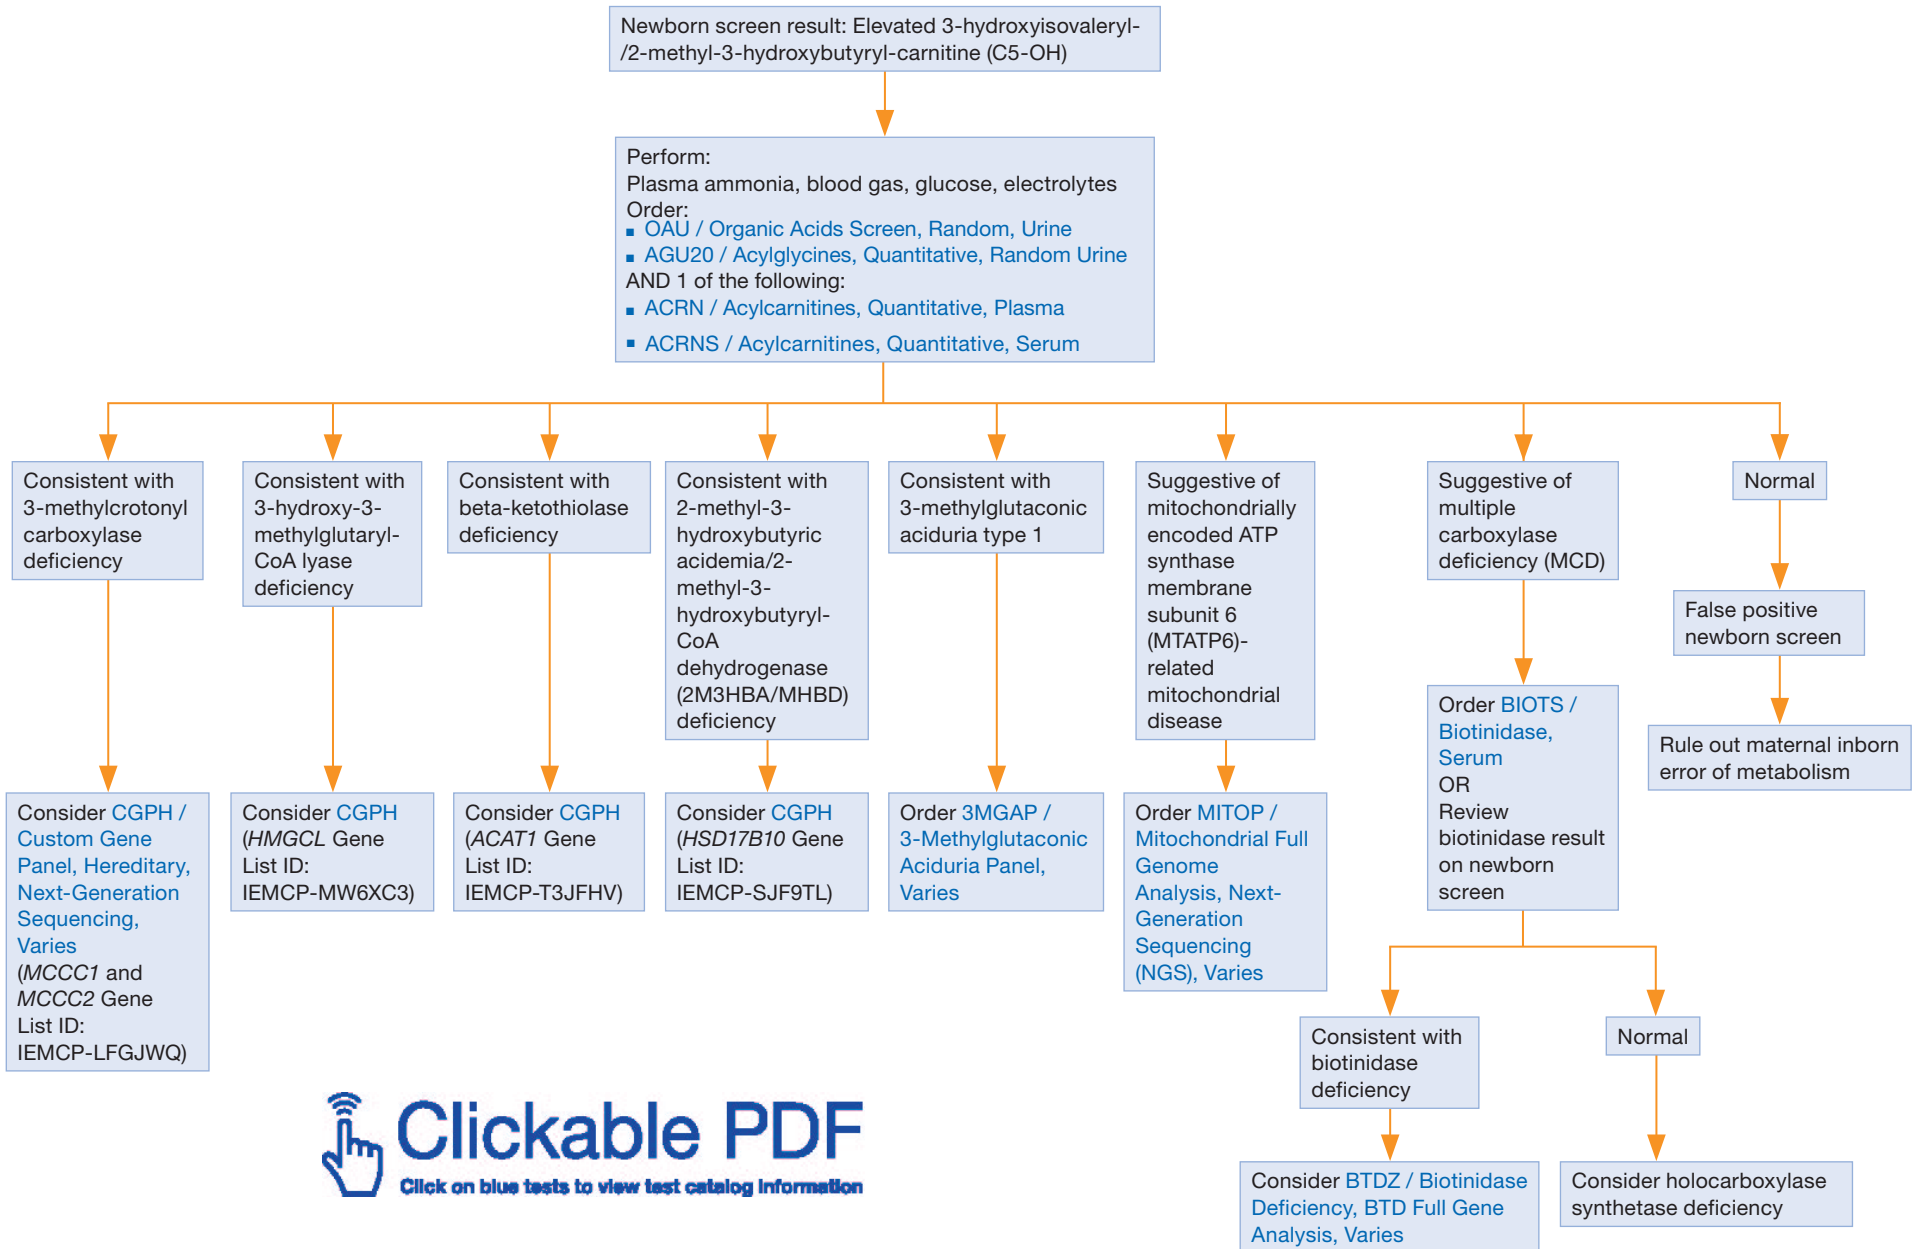 Newborn screen result: Elevated 3-hydroxyisovaleryl-
/2-methyl-3-hydroxybutyryl-carnitine (C5-OH)
Perform:
Plasma ammonia, blood gas, glucose, electrolytes
Order:
▪ OAU / Organic Acids Screen, Random, Urine
▪ AGU20 / Acylglycines, Quantitative, Random Urine
AND 1 of the following:
▪ ACRN / Acylcarnitines, Quantitative, Plasma
▪ ACRNS / Acylcarnitines, Quantitative, Serum
Consistent with
3-methylcrotonyl
carboxylase
deficiency
Consistent with
3-hydroxy-3-
methylglutaryl-
CoA lyase
deficiency
Consistent with
beta-ketothiolase
deficiency
Consistent with
2-methyl-3-
hydroxybutyric
acidemia/2-
methyl-3-
hydroxybutyryl-
CoA
dehydrogenase
(2M3HBA/MHBD)
deficiency
Consistent with
3-methylglutaconic
aciduria type 1
Suggestive of
mitochondrially
encoded ATP
synthase
membrane
subunit 6
(MTATP6)-
related
mitochondrial
disease
Suggestive of
multiple
carboxylase
deficiency (MCD)
Normal
False positive
newborn screen
Rule out maternal inborn
error of metabolism
Order BIOTS /
Biotinidase,
Serum
OR
Review
biotinidase result
on newborn
screen
Consider CGPH /
Custom Gene
Panel, Hereditary,
Next-Generation
Sequencing,
Varies
(MCCC1 and
MCCC2 Gene
List ID:
IEMCP-LFGJWQ)
Consider CGPH
(HMGCL Gene
List ID:
IEMCP-MW6XC3)
Consider CGPH
(ACAT1 Gene
List ID:
IEMCP-T3JFHV)
Consider CGPH
(HSD17B10 Gene
List ID:
IEMCP-SJF9TL)
Order 3MGAP /
3-Methylglutaconic
Aciduria Panel,
Varies
Order MITOP /
Mitochondrial Full
Genome
Analysis, Next-
Generation
Sequencing
(NGS), Varies
Consistent with
biotinidase
deficiency
Normal
Consider BTDZ / Biotinidase
Deficiency, BTD Full Gene
Analysis, Varies
Consider holocarboxylase
synthetase deficiency
Clickable PDF
Click on blue tests to view test catalog information